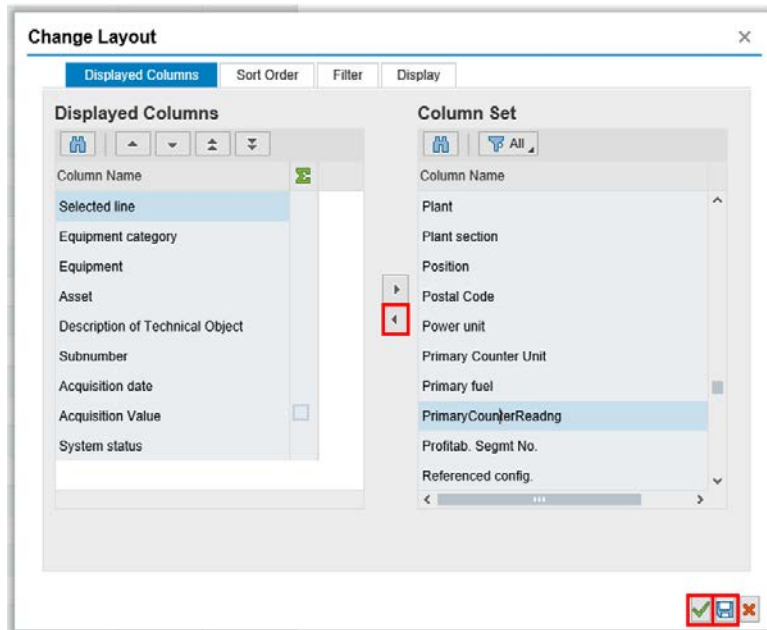 Change Layout
Displayed Columns
Sort Order
Filter
Display
Displayed Columns
Column Name
Selected line
Equipment category
Equipment
Asset
Description of Technical Object
Subnumber
Acquisition date
Acquisition Value
System status
Column Set
All
Column Name
Plant
Plant section
Position
Postal Code
Power unit
Primary Counter Unit
Primary fuel
PrimaryCounterReadng
Profitab. Segmt No.
Referenced config.